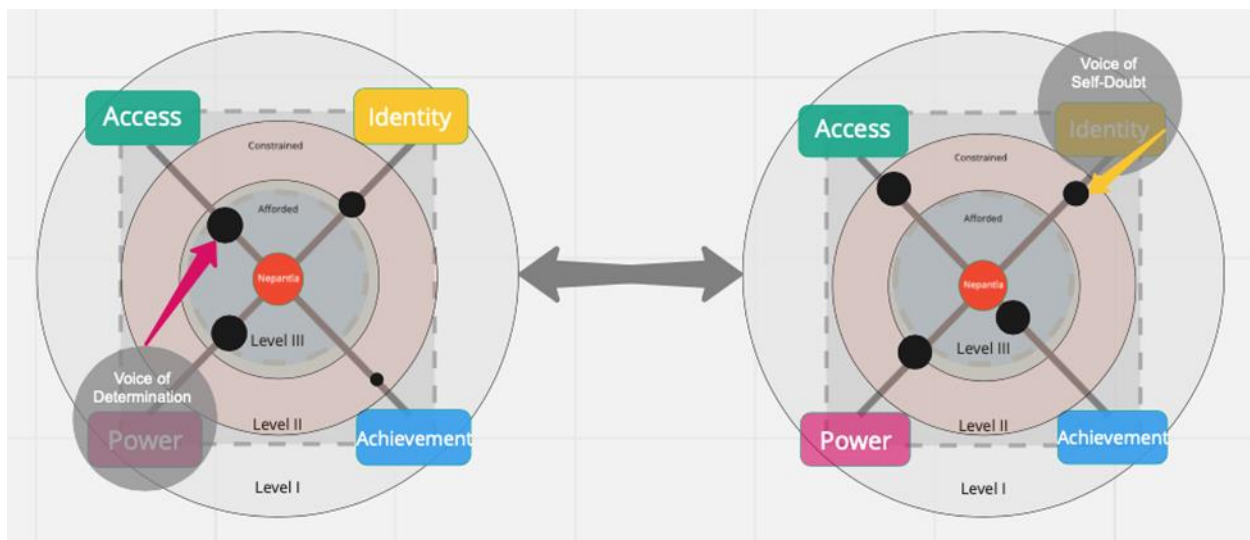 Access
Identity
Constrained
Afforded
Nepantla
Level III
Voice of
Determination
Power
Level II
Achievement
Level I
Voice of
Self-Doubt
Access
Identity
Constrained
Afforded
Nepantla
Level III
Power
Level II
Achievement
Level I